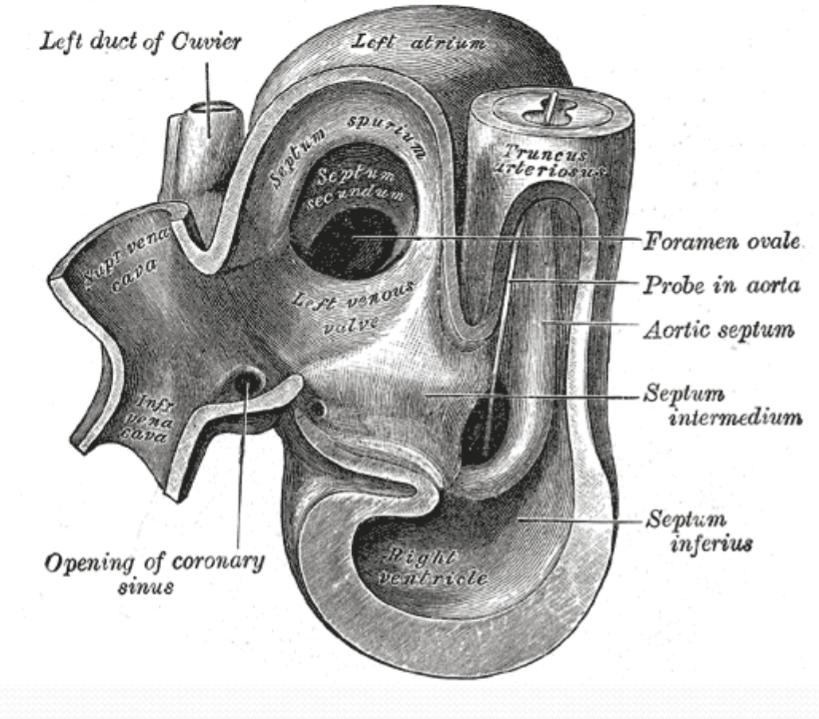 Left duct of Cuvier
Left atrium
Septum spurium
Septum
secundum
Truncus
arteriosus
Supr vena
cava
Foramen ovale
Probe in aorta
Left venous
valve
Aortic septum
Infr
vena
cava
Septum
intermedium
Septum
inferius
Right
ventricle
Opening of coronary
sinus